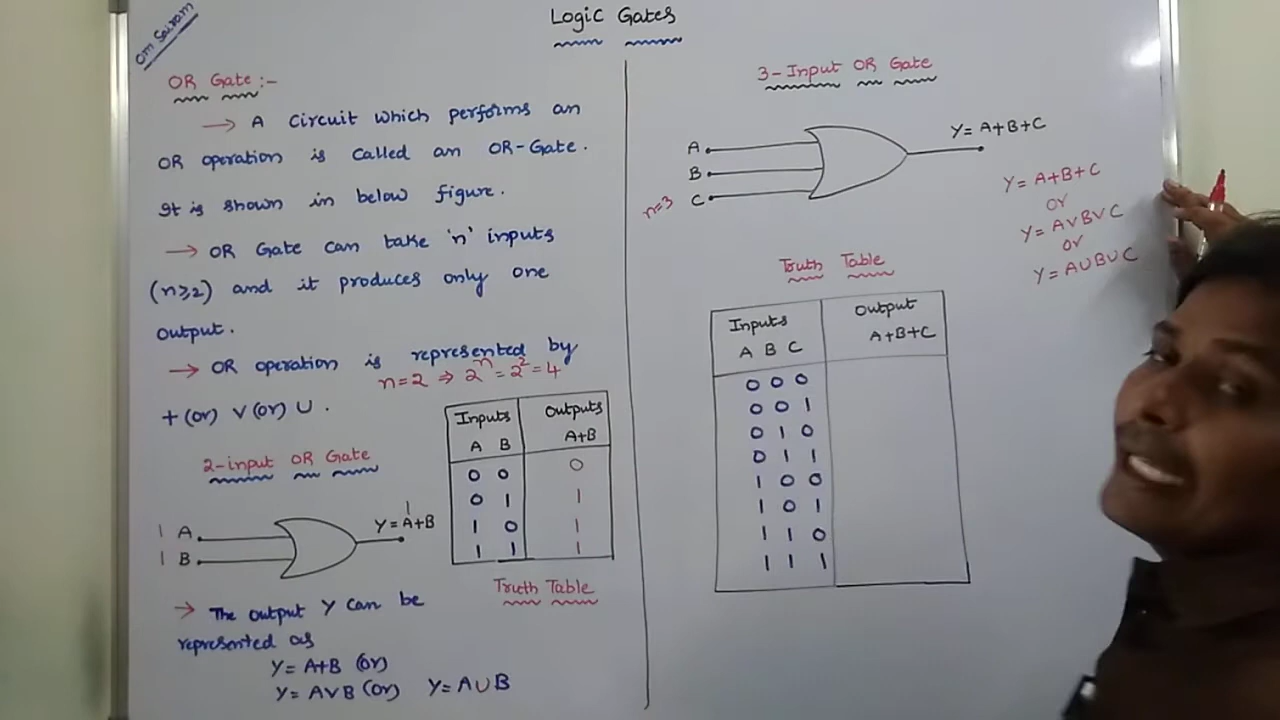 Om Sairam
Logic Gates
OR Gate :-
→ A circuit which performs an
OR operation is called an OR-Gate.
It is shown in below figure.
→ OR Gate can take 'n' inputs
(n≥2) and it produces only one
output.
→ OR operation is represented by
n=2 ⇒ 2ⁿ = 2² = 4
+ (or) ∨ (or) ∪ .
2-input OR Gate
1 A
1 B
1
Y = A+B
Inputs Outputs
A B A+B
0 0 0
0 1 1
1 0 1
1 1 1
Truth Table
→ The output Y can be
represented as
Y = A+B (or)
Y = A∨B (or) Y = A∪B
3-Input OR Gate
A
B
C
n=3
Y = A+B+C
Y = A+B+C
or
Y = A∨B∨C
or
Y = A∪B∪C
Truth Table
Inputs Output
A B C A+B+C
0 0 0
0 0 1
0 1 0
0 1 1
1 0 0
1 0 1
1 1 0
1 1 1